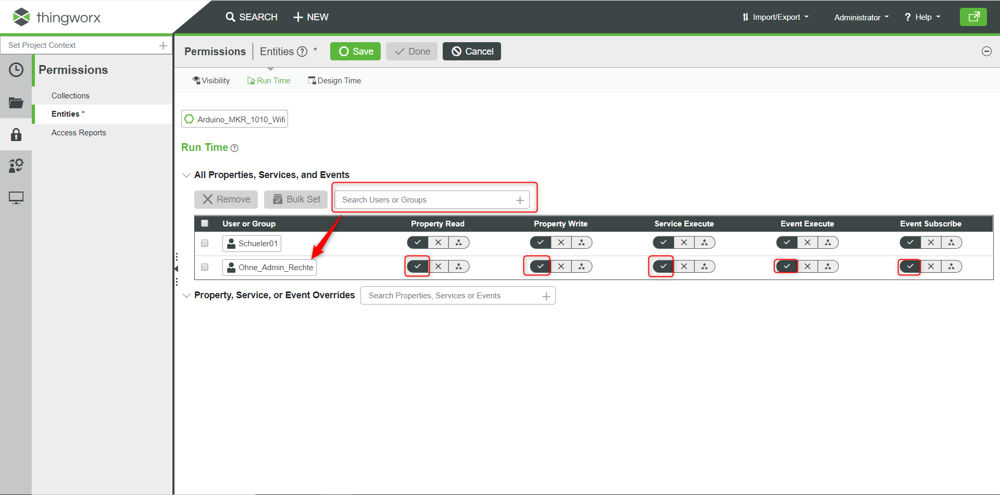 thingworx
SEARCH
NEW
Import/Export
Administrator
? Help
Set Project Context
Permissions
Entities ? *
Save
Done
Cancel
Permissions
Collections
Entities *
Access Reports
Visibility
Run Time
Design Time
Arduino_MKR_1010_Wifi
Run Time ?
All Properties, Services, and Events
Remove
Bulk Set
Search Users or Groups
User or Group Property Read Property Write Service Execute Event Execute Event Subscribe
Schueler01
Ohne_Admin_Rechte
Property, Service, or Event Overrides
Search Properties, Services or Events